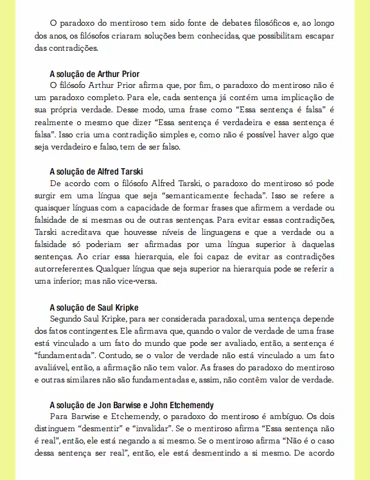 O paradoxo do mentiroso tem sido fonte de debates filosóficos e, ao longo
dos anos, os filósofos criaram soluções bem conhecidas, que possibilitam escapar
das contradições.
A solução de Arthur Prior
O filósofo Arthur Prior afirma que, por fim, o paradoxo do mentiroso não é
um paradoxo completo. Para ele, cada sentença já contém uma implicação de
sua própria verdade. Desse modo, uma frase como “Essa sentença é falsa” é
realmente o mesmo que dizer “Essa sentença é verdadeira e essa sentença é
falsa”. Isso cria uma contradição simples e, como não é possível haver algo que
seja verdadeiro e falso, tem de ser falso.
A solução de Alfred Tarski
De acordo com o filósofo Alfred Tarski, o paradoxo do mentiroso só pode
surgir em uma língua que seja “semanticamente fechada”. Isso se refere a
quaisquer línguas com a capacidade de formar frases que afirmem a verdade ou
falsidade de si mesmas ou de outras sentenças. Para evitar essas contradições,
Tarski acreditava que houvesse níveis de linguagens e que a verdade ou a
falsidade só poderiam ser afirmadas por uma língua superior à daquelas
sentenças. Ao criar essa hierarquia, ele foi capaz de evitar as contradições
autorreferentes. Qualquer língua que seja superior na hierarquia pode se referir a
uma inferior; mas não vice-versa.
A solução de Saul Kripke
Segundo Saul Kripke, para ser considerada paradoxal, uma sentença depende
dos fatos contingentes. Ele afirmava que, quando o valor de verdade de uma frase
está vinculado a um fato do mundo que pode ser avaliado, então, a sentença é
“fundamentada”. Contudo, se o valor de verdade não está vinculado a um fato
avaliável, então, a afirmação não tem valor. As frases do paradoxo do mentiroso
e outras similares não são fundamentadas e, assim, não contêm valor de verdade.
A solução de Jon Barwise e John Etchemendy
Para Barwise e Etchemendy, o paradoxo do mentiroso é ambíguo. Os dois
distinguem “desmentir” e “invalidar”. Se o mentiroso afirma “Essa sentença não
é real”, então, ele está negando a si mesmo. Se o mentiroso afirma “Não é o caso
dessa sentença ser real”, então, ele está desmentindo a si mesmo. De acordo